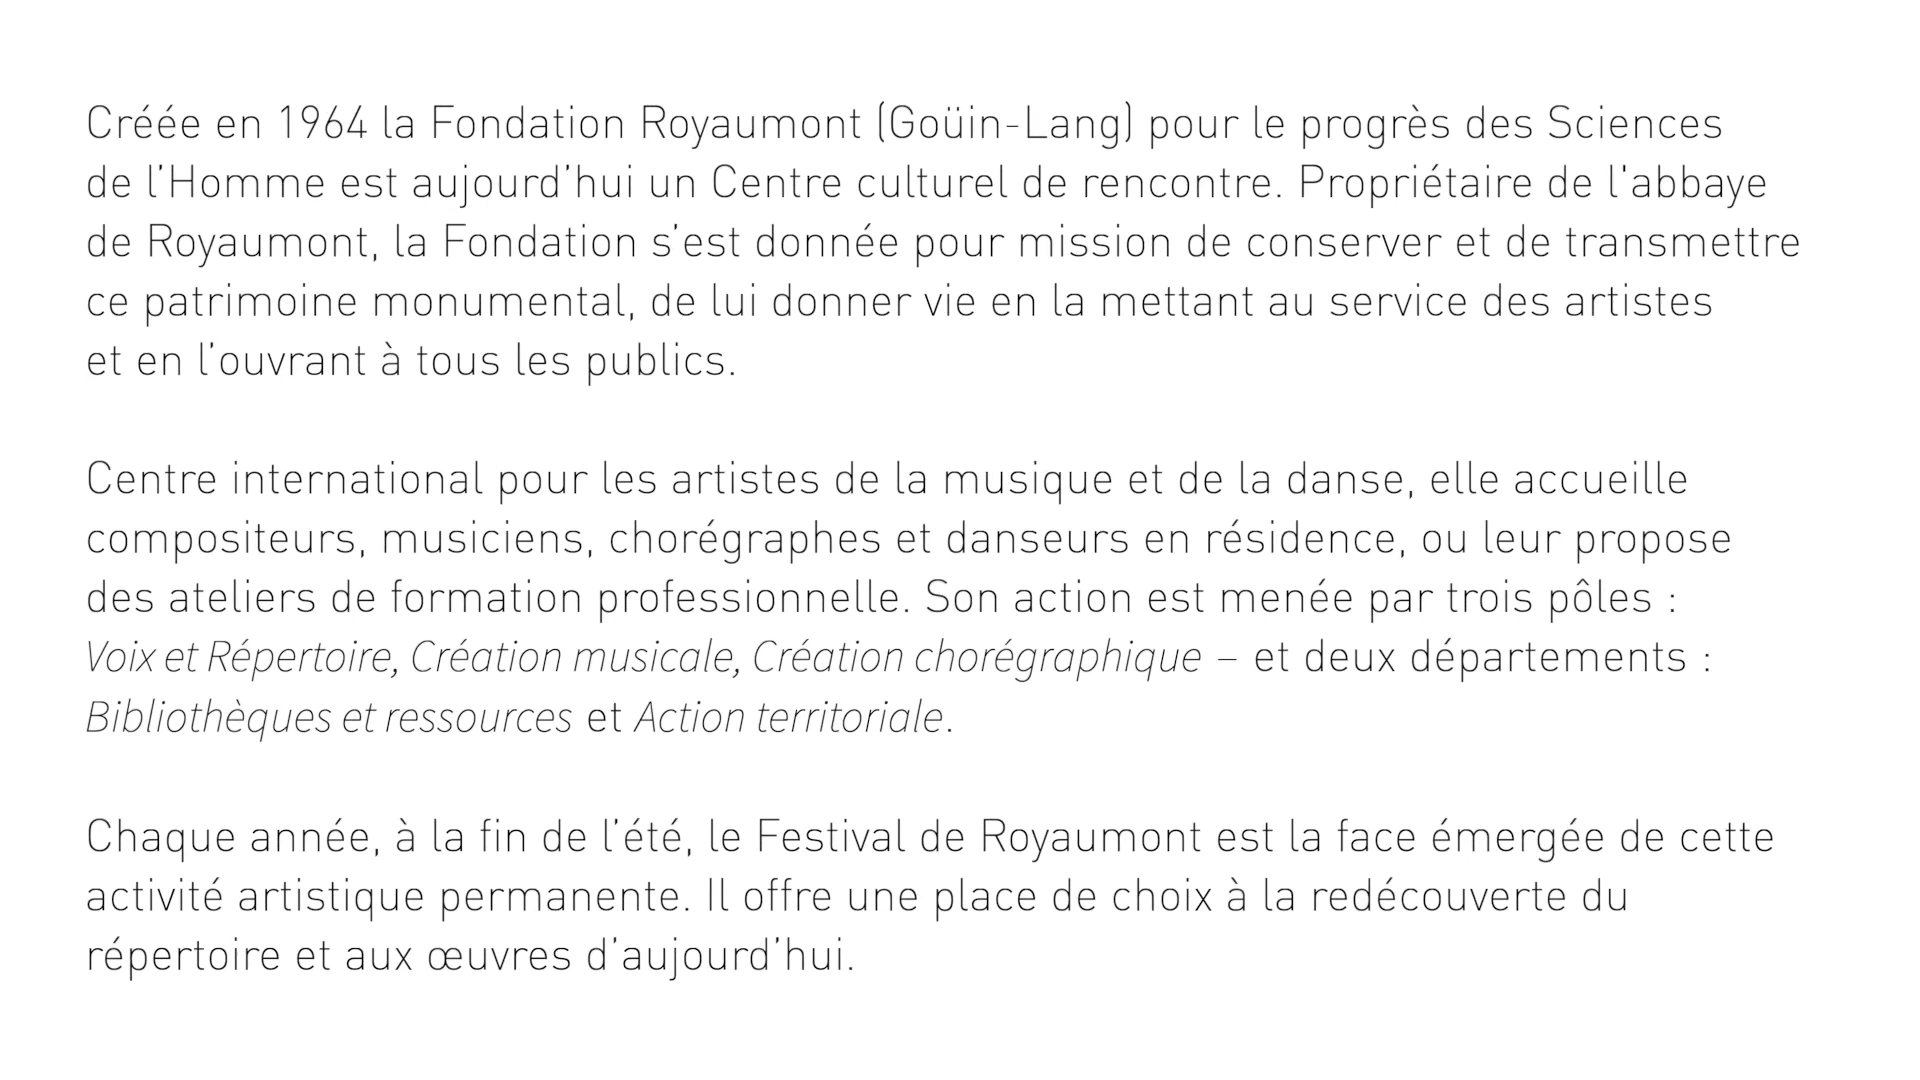 Créée en 1964 la Fondation Royaumont (Goüin-Lang) pour le progrès des Sciences
de l’Homme est aujourd’hui un Centre culturel de rencontre. Propriétaire de l'abbaye
de Royaumont, la Fondation s’est donnée pour mission de conserver et de transmettre
ce patrimoine monumental, de lui donner vie en la mettant au service des artistes
et en l’ouvrant à tous les publics.
Centre international pour les artistes de la musique et de la danse, elle accueille
compositeurs, musiciens, chorégraphes et danseurs en résidence, ou leur propose
des ateliers de formation professionnelle. Son action est menée par trois pôles :
Voix et Répertoire, Création musicale, Création chorégraphique – et deux départements :
Bibliothèques et ressources et Action territoriale.
Chaque année, à la fin de l’été, le Festival de Royaumont est la face émergée de cette
activité artistique permanente. Il offre une place de choix à la redécouverte du
répertoire et aux œuvres d’aujourd’hui.